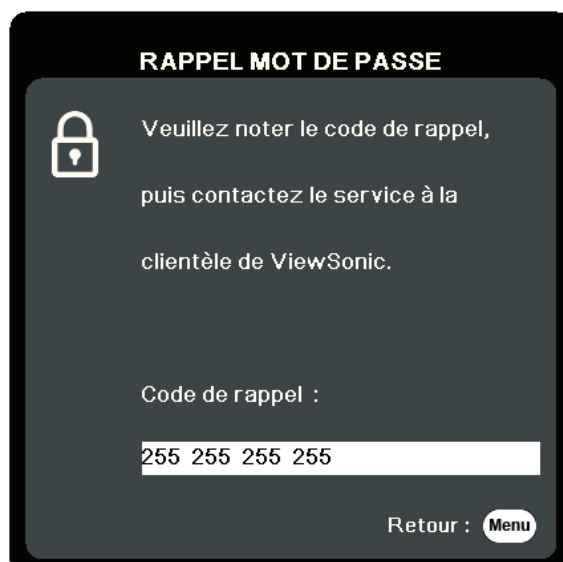 RAPPEL MOT DE PASSE
Veuillez noter le code de rappel,
puis contactez le service à la
clientèle de ViewSonic.
Code de rappel :
255 255 255 255
Retour : Menu